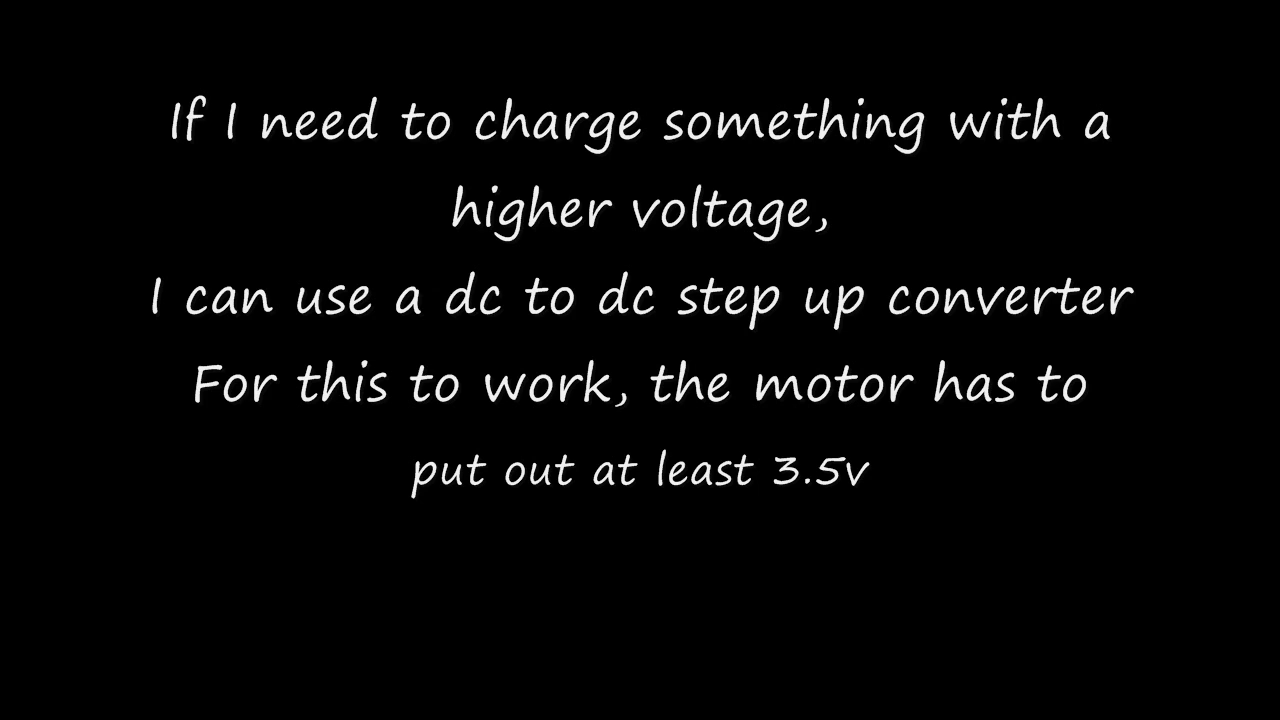 If I need to charge something with a
higher voltage,
I can use a dc to dc step up converter
For this to work, the motor has to
put out at least 3.5v